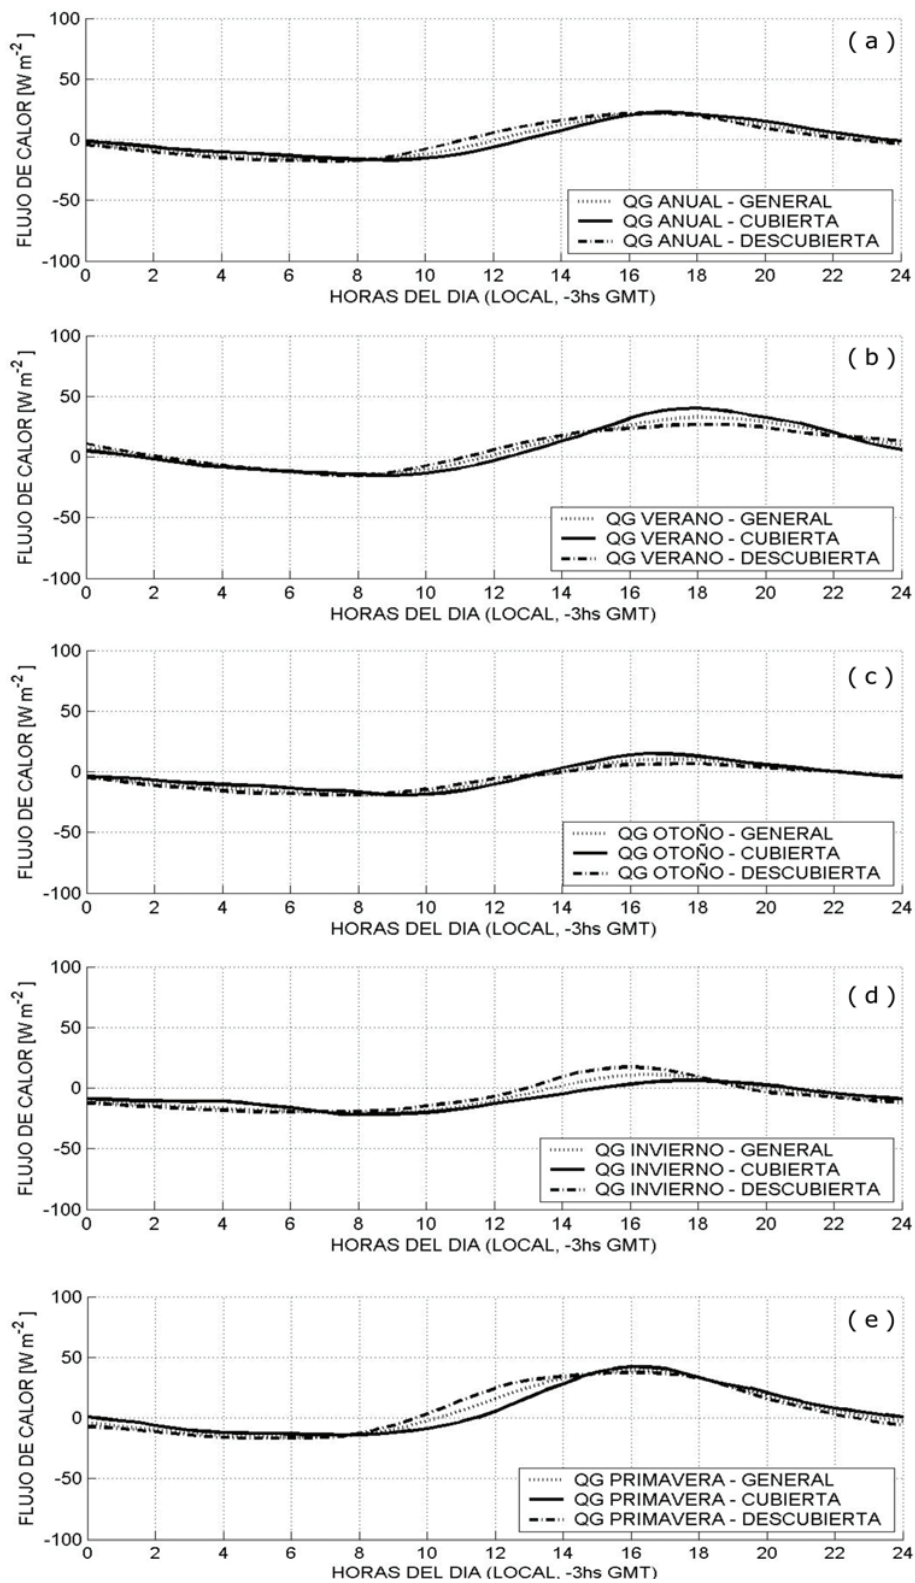 ( a )
100
50
0
-50
-100
FLUJO DE CALOR [W m-2]
QG ANUAL - GENERAL
QG ANUAL - CUBIERTA
QG ANUAL - DESCUBIERTA
0 2 4 6 8 10 12 14 16 18 20 22 24
HORAS DEL DIA (LOCAL, -3hs GMT)
( b )
100
50
0
-50
-100
FLUJO DE CALOR [W m-2]
QG VERANO - GENERAL
QG VERANO - CUBIERTA
QG VERANO - DESCUBIERTA
0 2 4 6 8 10 12 14 16 18 20 22 24
HORAS DEL DIA (LOCAL, -3hs GMT)
( c )
100
50
0
-50
-100
FLUJO DE CALOR [W m-2]
QG OTOÑO - GENERAL
QG OTOÑO - CUBIERTA
QG OTOÑO - DESCUBIERTA
0 2 4 6 8 10 12 14 16 18 20 22 24
HORAS DEL DIA (LOCAL, -3hs GMT)
( d )
100
50
0
-50
-100
FLUJO DE CALOR [W m-2]
QG INVIERNO - GENERAL
QG INVIERNO - CUBIERTA
QG INVIERNO - DESCUBIERTA
0 2 4 6 8 10 12 14 16 18 20 22 24
HORAS DEL DIA (LOCAL, -3hs GMT)
( e )
100
50
0
-50
-100
FLUJO DE CALOR [W m-2]
QG PRIMAVERA - GENERAL
QG PRIMAVERA - CUBIERTA
QG PRIMAVERA - DESCUBIERTA
0 2 4 6 8 10 12 14 16 18 20 22 24
HORAS DEL DIA (LOCAL, -3hs GMT)